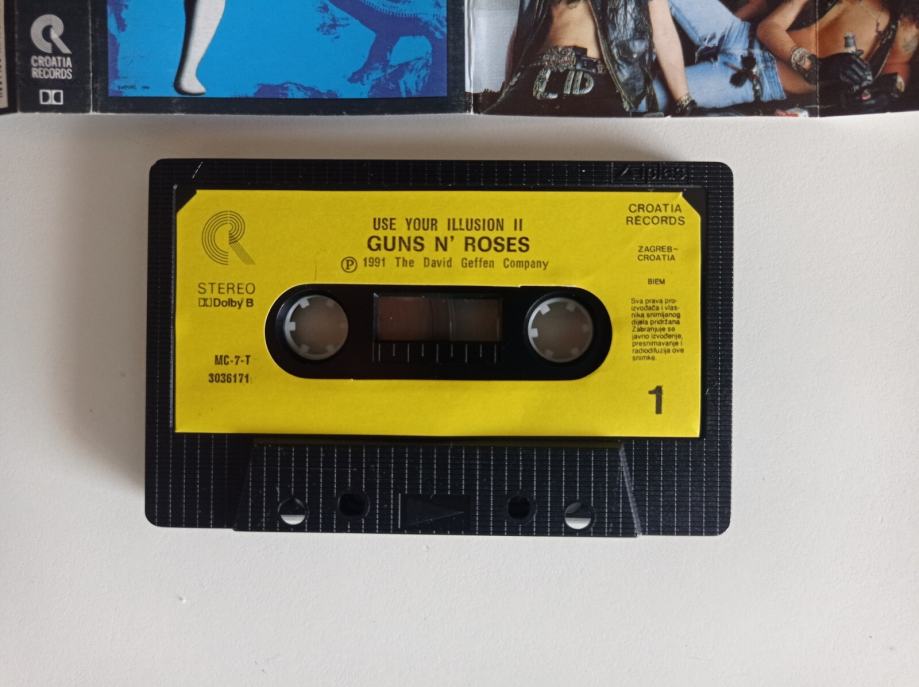 CROATIA
RECORDS
USE YOUR ILLUSION II
GUNS N' ROSES
Ⓟ 1991 The David Geffen Company
STEREO
Dolby B
MC-7-T
3036171
CROATIA
RECORDS
ZAGREB-
CROATIA
BIEM
Sva prava pro-
izvođača i vlas-
nika snimljenog
djela pridržana
Zabranjuje se
javno izvođenje,
presnimavanje i
radiodifuzija ove
snimke.
1